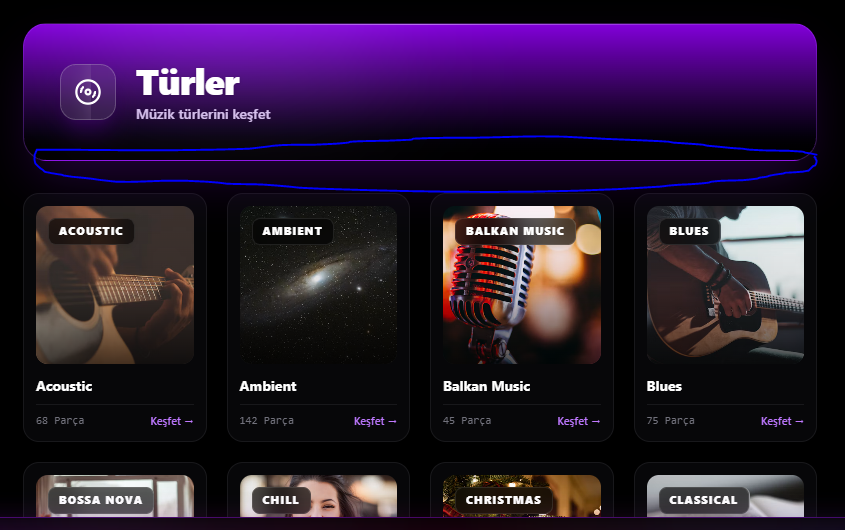 Türler
Müzik türlerini keşfet
ACOUSTIC
AMBIENT
BALKAN MUSIC
BLUES
Acoustic
Ambient
Balkan Music
Blues
68 Parça
Keşfet →
142 Parça
Keşfet →
45 Parça
Keşfet →
75 Parça
Keşfet →
BOSSA NOVA
CHILL
CHRISTMAS
CLASSICAL